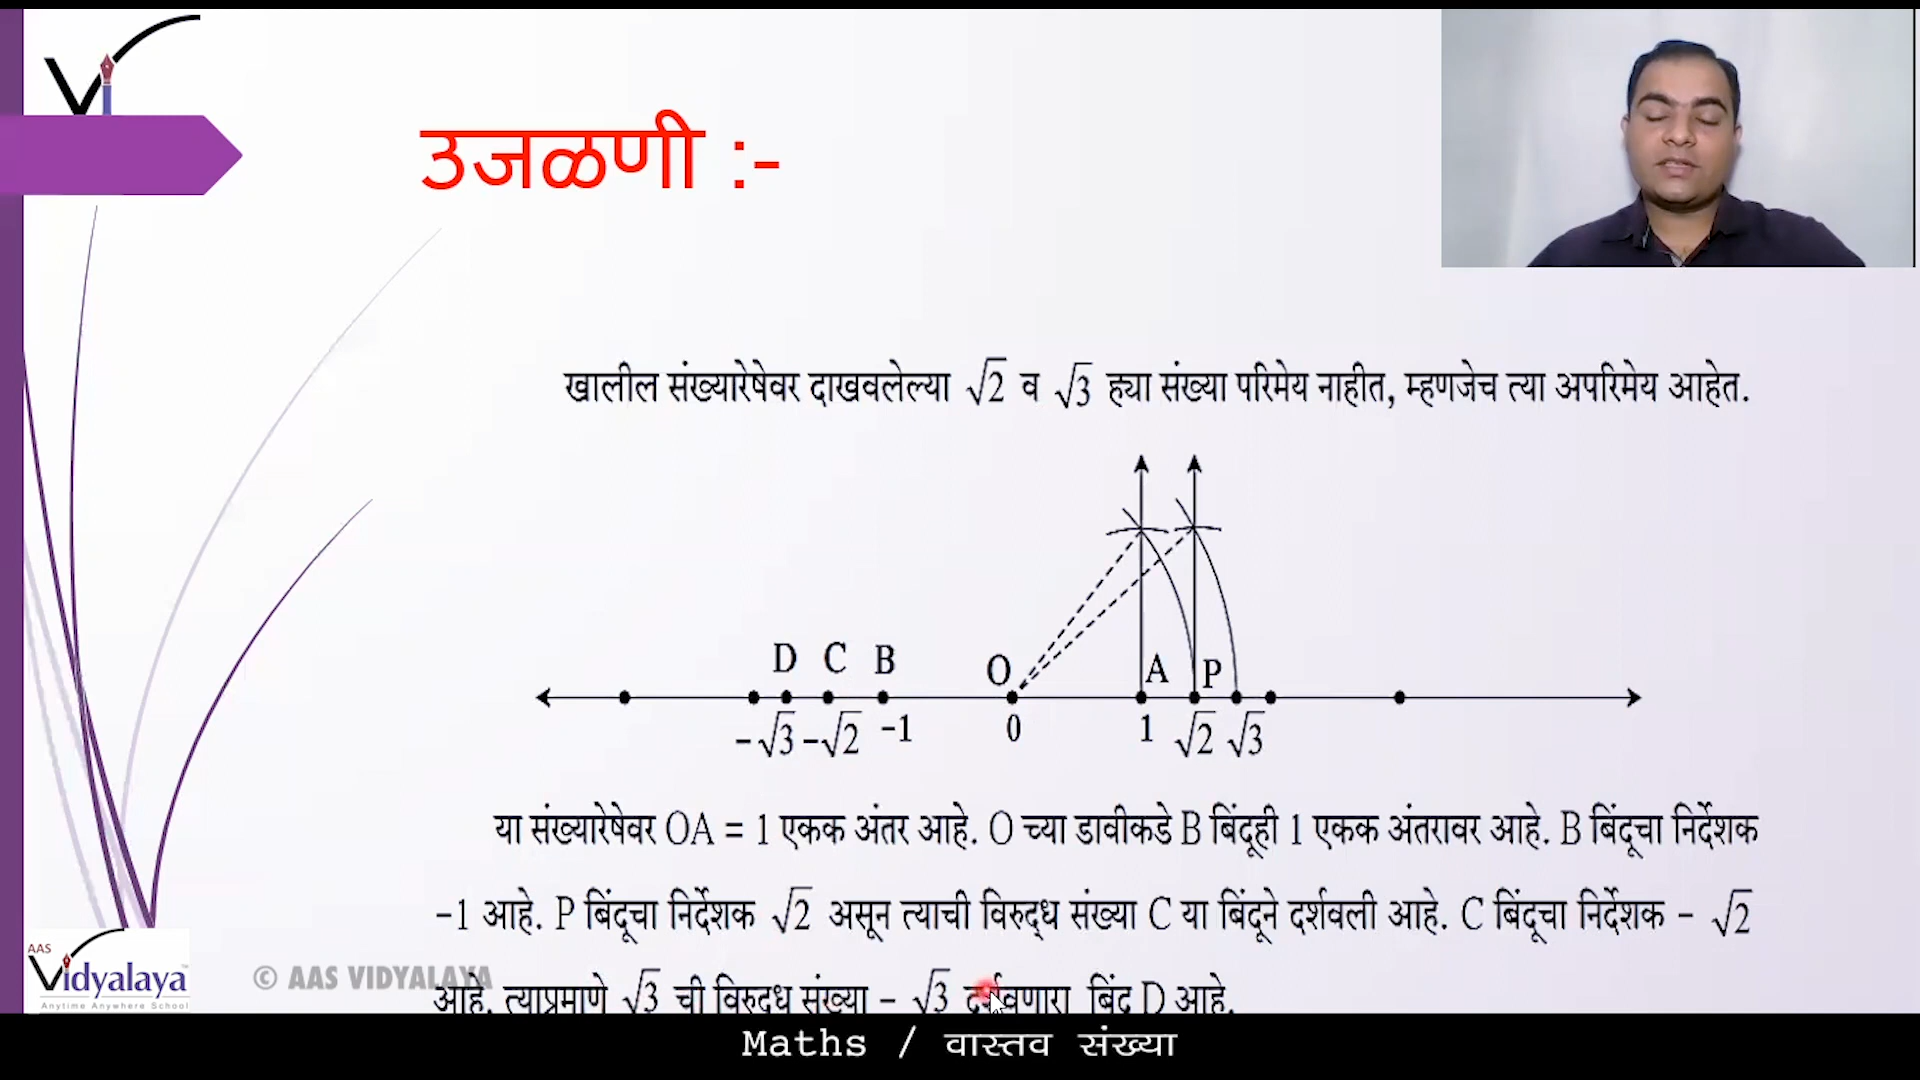 उजळणी :-
खालील संख्यारेषेवर दाखवलेल्या √2 व √3 ह्या संख्या परिमेय नाहीत, म्हणजेच त्या अपरिमेय आहेत.
D C B O A P
-√3 -√2 -1 0 1 √2 √3
या संख्यारेषेवर OA = 1 एकक अंतर आहे. O च्या डावीकडे B बिंदूही 1 एकक अंतरावर आहे. B बिंदूचा निर्देशक
-1 आहे. P बिंदूचा निर्देशक √2 असून त्याची विरुद्ध संख्या C या बिंदूने दर्शवली आहे. C बिंदूचा निर्देशक - √2
आहे. त्याप्रमाणे √3 ची विरुद्ध संख्या - √3 दर्शवणारा बिंदू D आहे.
AAS
Vidyalaya
Anytime Anywhere School
© AAS VIDYALAYA
Maths / वास्तव संख्या